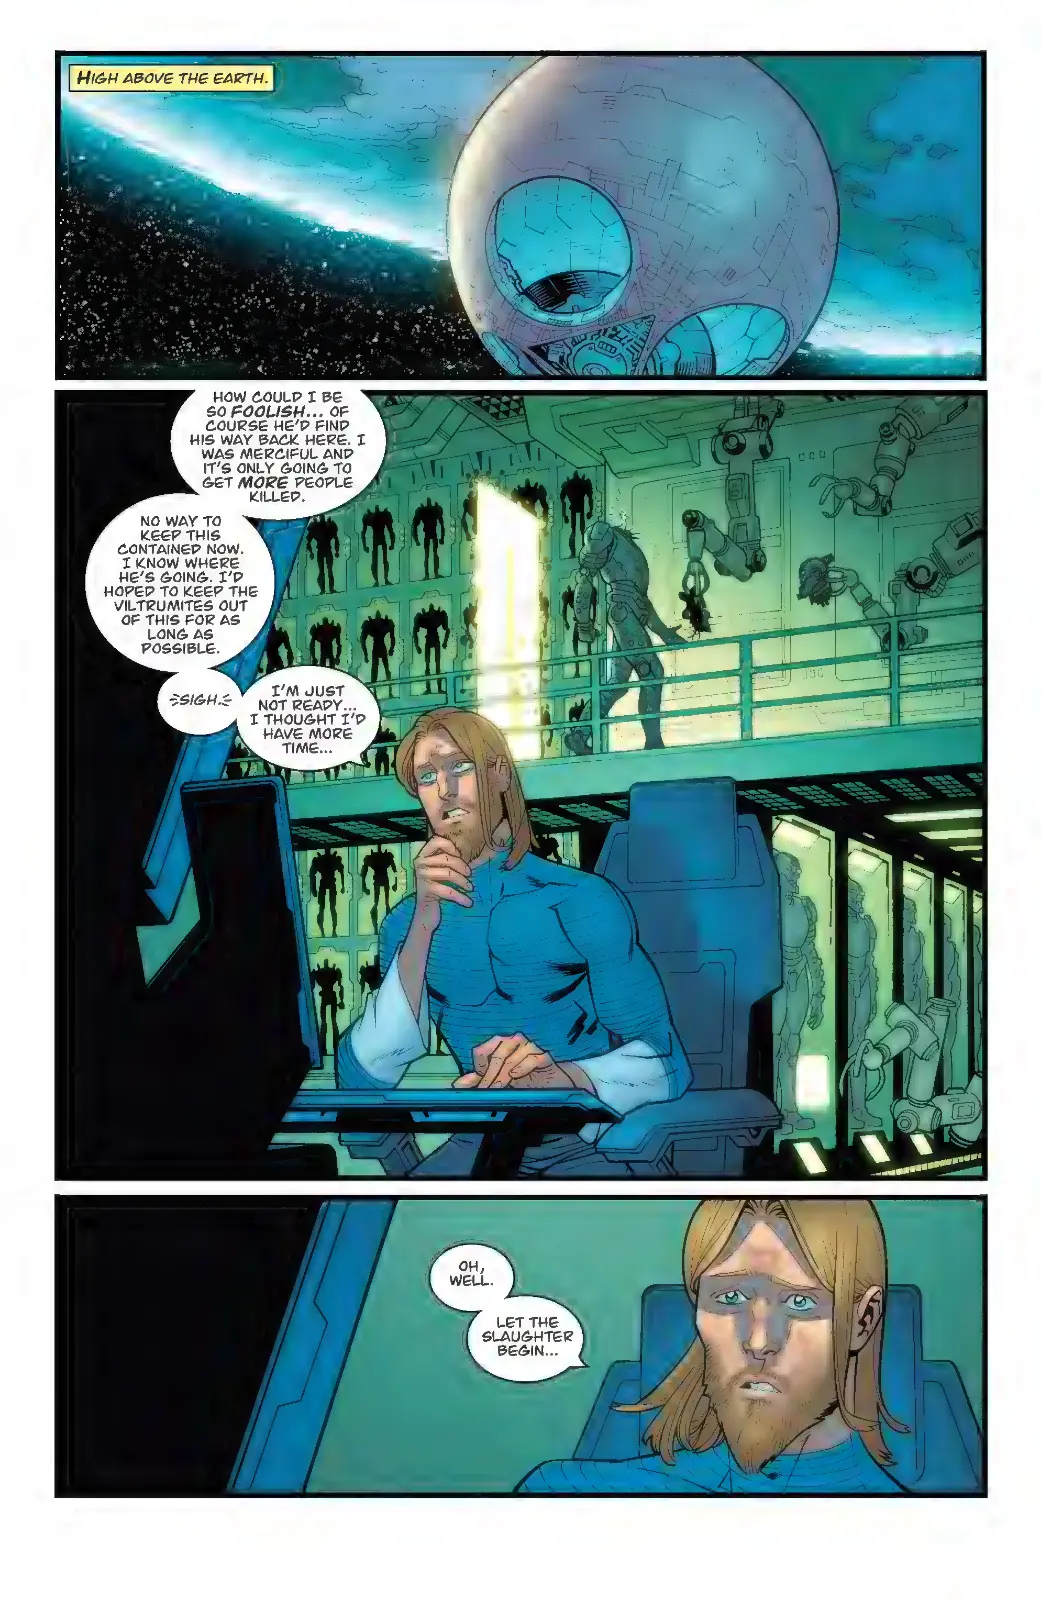 HIGH ABOVE THE EARTH.
HOW COULD I BE
SO FOOLISH... OF
COURSE HE'D FIND
HIS WAY BACK HERE. I
WAS MERCIFUL AND
IT'S ONLY GOING TO
GET MORE PEOPLE
KILLED.
NO WAY TO
KEEP THIS
CONTAINED NOW.
I KNOW WHERE
HE'S GOING. I'D
HOPED TO KEEP THE
VILTRUMITES OUT
OF THIS FOR AS
LONG AS
POSSIBLE.
SIGH.
I'M JUST
NOT READY...
I THOUGHT I'D
HAVE MORE
TIME...
OH,
WELL.
LET THE
SLAUGHTER
BEGIN...